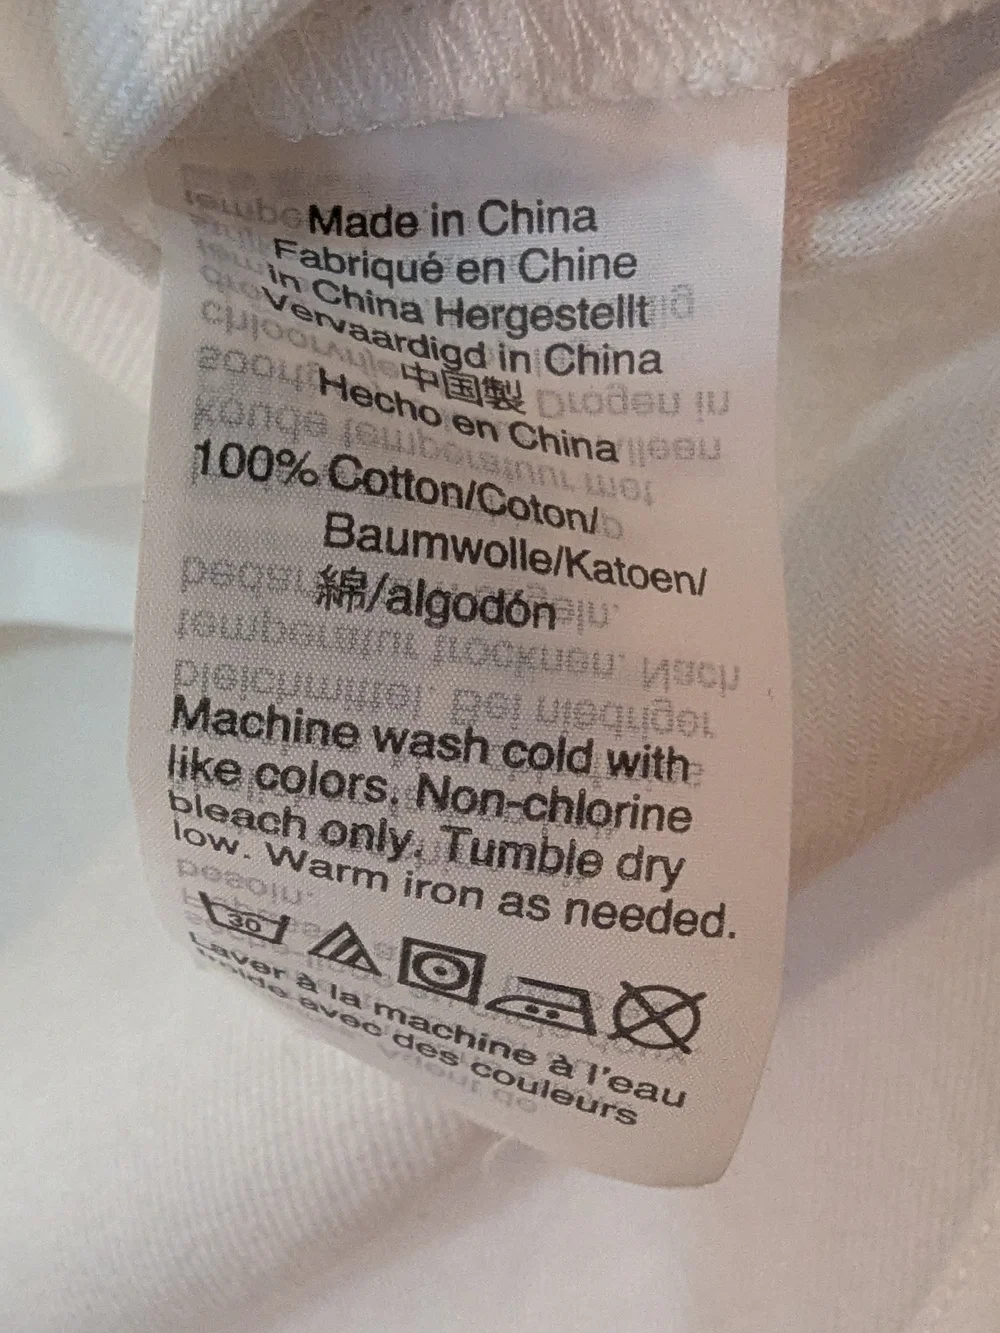 Made in China
Fabriqué en Chine
In China Hergestellt
Vervaardigd in China
中国製
Hecho en China
100% Cotton/Coton/
Baumwolle/Katoen/
綿/algodón
Machine wash cold with
like colors. Non-chlorine
bleach only. Tumble dry
low. Warm iron as needed.
30
Laver à la machine à l'eau
froide avec des couleurs